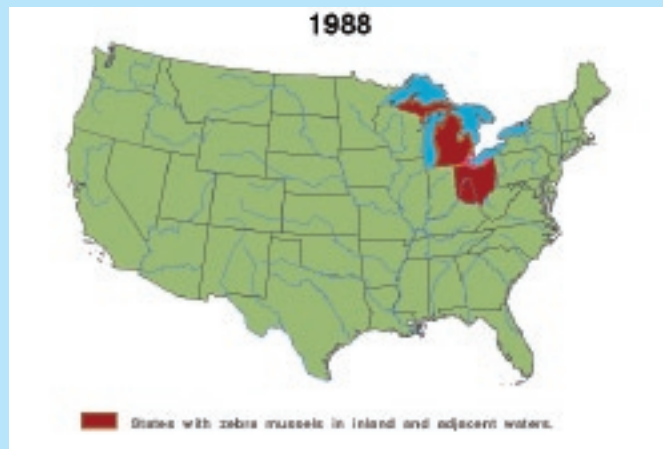 1988
States with zebra mussels in inland and adjacent waters.